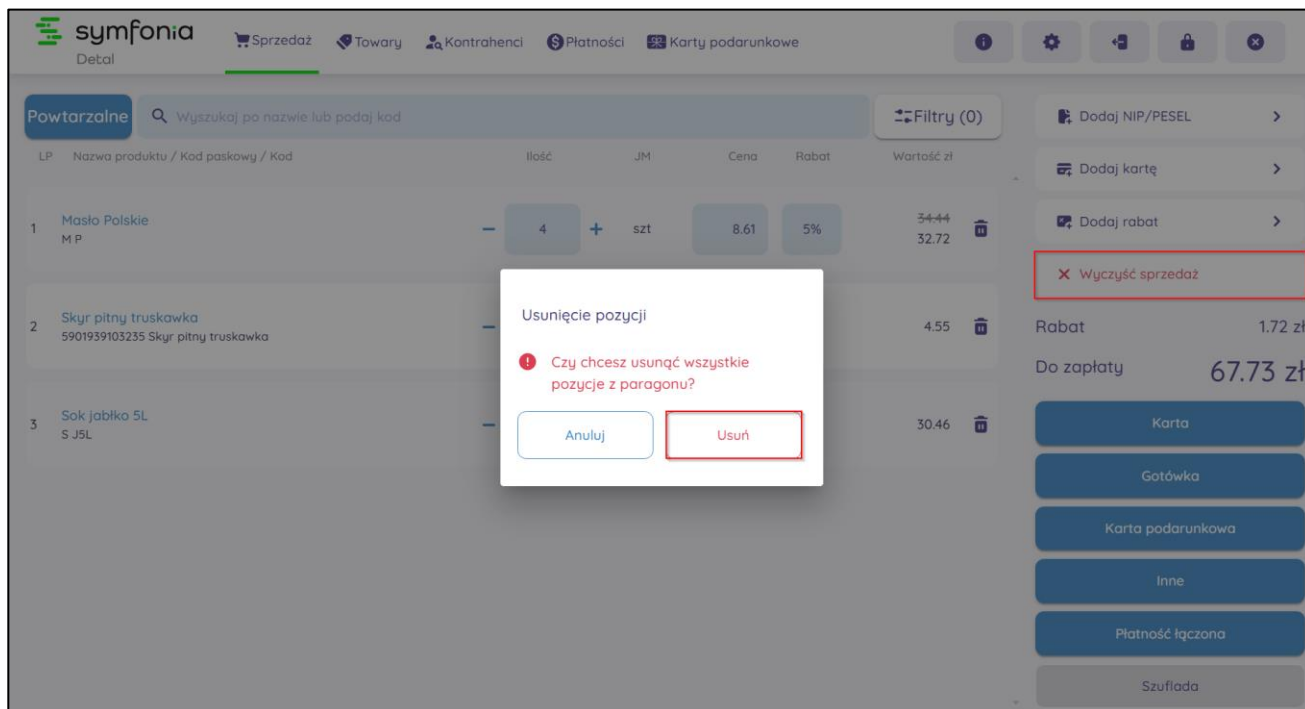 symfonia
Detal
Sprzedaż Towary Kontrahenci Płatności Karty podarunkowe
Powtarzalne Wyszukaj po nazwie lub podaj kod Filtry (0)
LP Nazwa produktu / Kod paskowy / Kod Ilość JM Cena Rabat Wartość zł
1 Masło Polskie
M P
4 szt 8.61 5% 34.44
32.72
2 Skyr pitny truskawka
5901939103235 Skyr pitny truskawka
4.55
3 Sok jabłko 5L
S J5L
30.46
Usunięcie pozycji
Czy chcesz usunąć wszystkie
pozycje z paragonu?
Anuluj Usuń
Dodaj NIP/PESEL
Dodaj kartę
Dodaj rabat
Wyczyść sprzedaż
Rabat 1.72 zł
Do zapłaty 67.73 zł
Karta
Gotówka
Karta podarunkowa
Inne
Płatność łączona
Szuflada